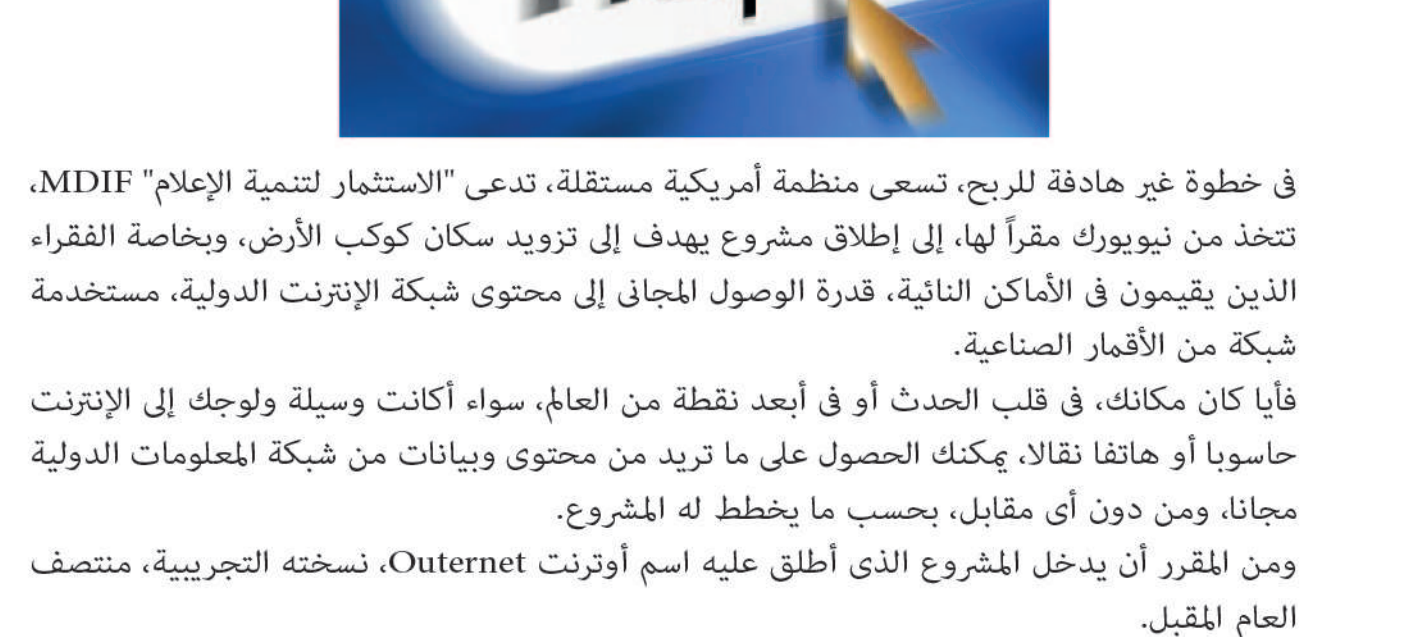 فى خطوة غير هادفة للربح، تسعى منظمة أمريكية مستقلة، تدعى "الاستثمار لتنمية الإعلام" MDIF،
تتخذ من نيويورك مقراً لها، إلى إطلاق مشروع يهدف إلى تزويد سكان كوكب الأرض، وبخاصة الفقراء
الذين يقيمون فى الأماكن النائية، قدرة الوصول المجانى إلى محتوى شبكة الإنترنت الدولية، مستخدمة
شبكة من الأقمار الصناعية.
فأيا كان مكانك، فى قلب الحدث أو فى أبعد نقطة من العالم، سواء أكانت وسيلة ولوجك إلى الإنترنت
حاسوبا أو هاتفا نقالا، يمكنك الحصول على ما تريد من محتوى وبيانات من شبكة المعلومات الدولية
مجانا، ومن دون أى مقابل، بحسب ما يخطط له المشروع.
ومن المقرر أن يدخل المشروع الذى أطلق عليه اسم أوترنت Outernet، نسخته التجريبية، منتصف
العام المقبل.